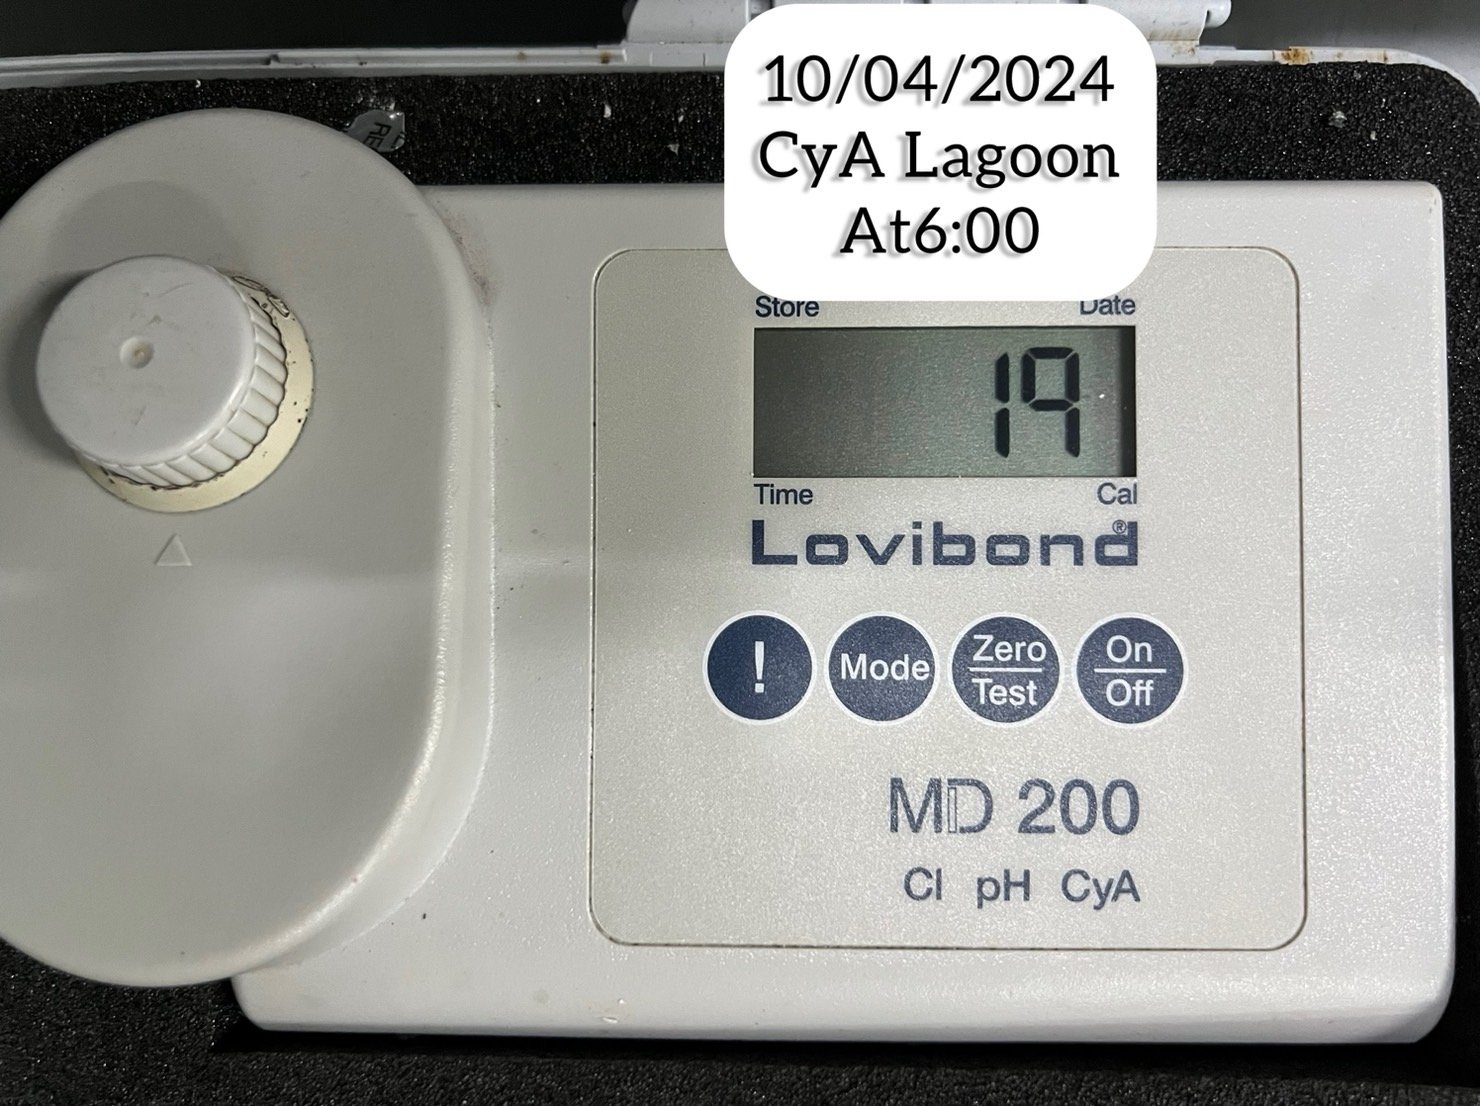 10/04/2024
CyA Lagoon
At6:00
Store Date
19
Time Cal
Lovibond®
! Mode Zero Test On Off
MD 200
Cl pH CyA